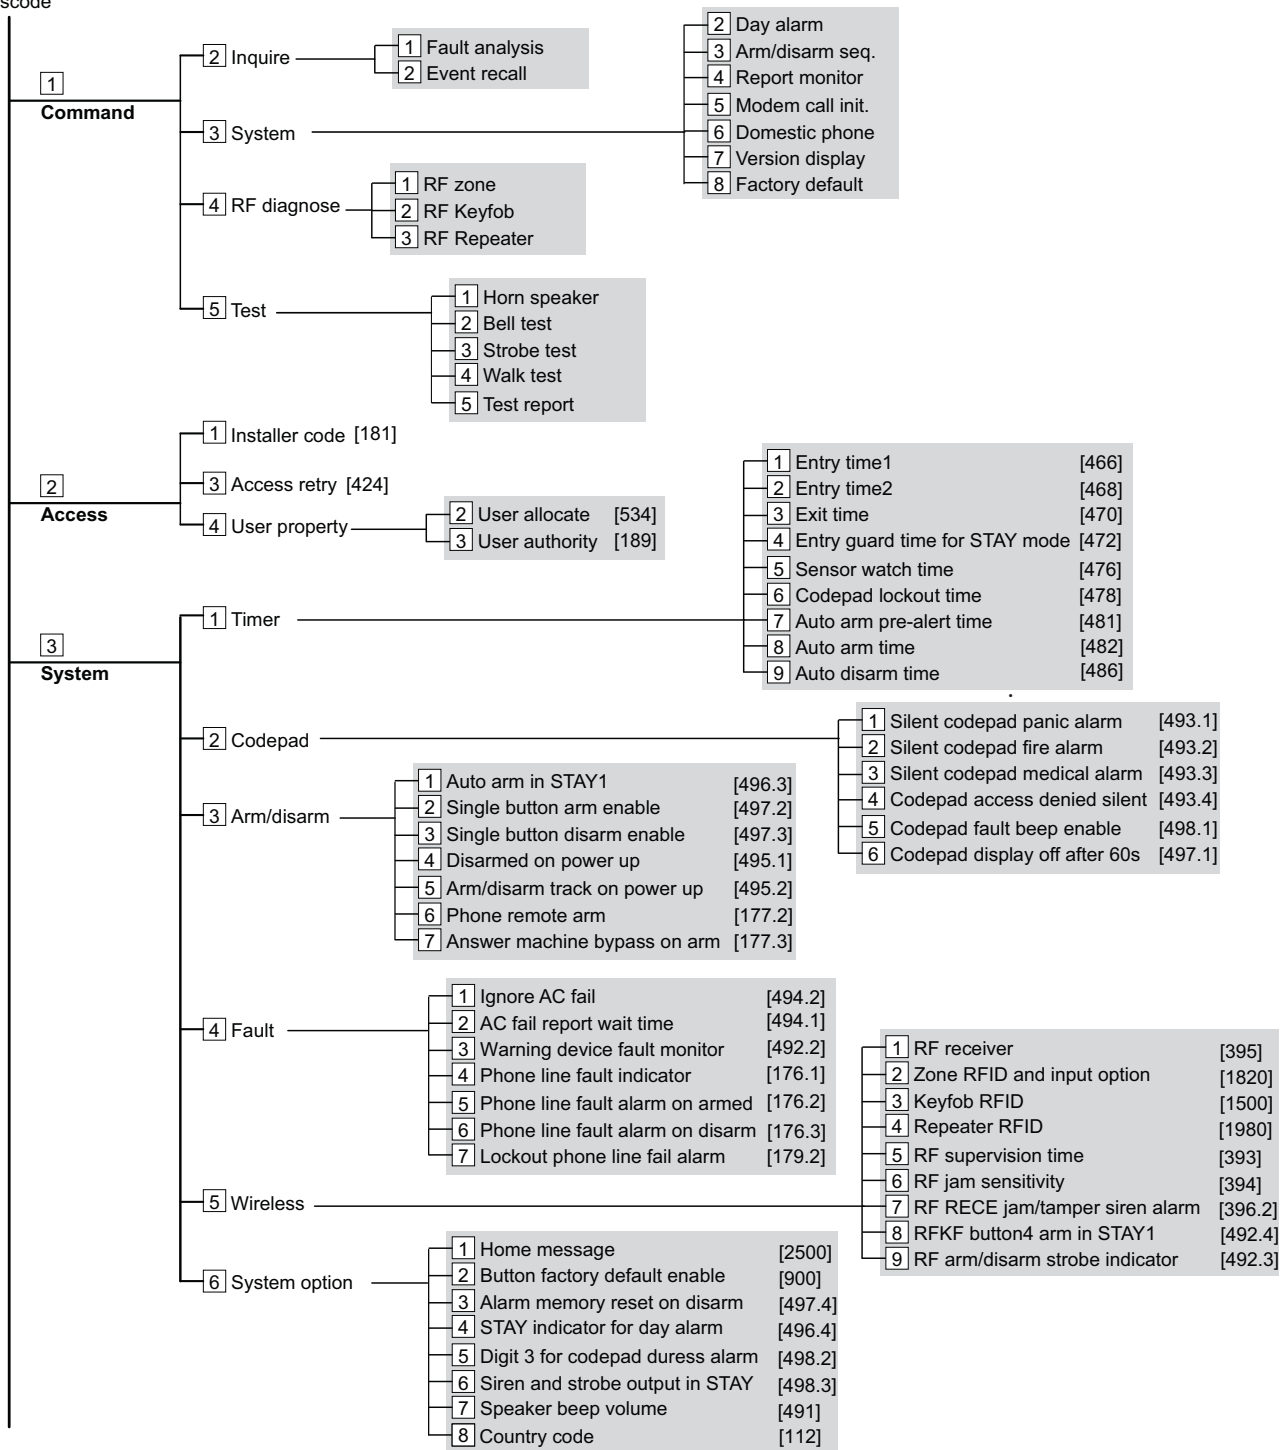 scode
1
Command
2 Inquire
1 Fault analysis
2 Event recall
3 System
2 Day alarm
3 Arm/disarm seq.
4 Report monitor
5 Modem call init.
6 Domestic phone
7 Version display
8 Factory default
4 RF diagnose
1 RF zone
2 RF Keyfob
3 RF Repeater
5 Test
1 Horn speaker
2 Bell test
3 Strobe test
4 Walk test
5 Test report
2
Access
1 Installer code [181]
3 Access retry [424]
4 User property
2 User allocate [534]
3 User authority [189]
3
System
1 Timer
1 Entry time1 [466]
2 Entry time2 [468]
3 Exit time [470]
4 Entry guard time for STAY mode [472]
5 Sensor watch time [476]
6 Codepad lockout time [478]
7 Auto arm pre-alert time [481]
8 Auto arm time [482]
9 Auto disarm time [486]
2 Codepad
1 Silent codepad panic alarm [493.1]
2 Silent codepad fire alarm [493.2]
3 Silent codepad medical alarm [493.3]
4 Codepad access denied silent [493.4]
5 Codepad fault beep enable [498.1]
6 Codepad display off after 60s [497.1]
3 Arm/disarm
1 Auto arm in STAY1 [496.3]
2 Single button arm enable [497.2]
3 Single button disarm enable [497.3]
4 Disarmed on power up [495.1]
5 Arm/disarm track on power up [495.2]
6 Phone remote arm [177.2]
7 Answer machine bypass on arm [177.3]
4 Fault
1 Ignore AC fail [494.2]
2 AC fail report wait time [494.1]
3 Warning device fault monitor [492.2]
4 Phone line fault indicator [176.1]
5 Phone line fault alarm on armed [176.2]
6 Phone line fault alarm on disarm [176.3]
7 Lockout phone line fail alarm [179.2]
5 Wireless
1 RF receiver [395]
2 Zone RFID and input option [1820]
3 Keyfob RFID [1500]
4 Repeater RFID [1980]
5 RF supervision time [393]
6 RF jam sensitivity [394]
7 RF RECE jam/tamper siren alarm [396.2]
8 RFKF button4 arm in STAY1 [492.4]
9 RF arm/disarm strobe indicator [492.3]
6 System option
1 Home message [2500]
2 Button factory default enable [900]
3 Alarm memory reset on disarm [497.4]
4 STAY indicator for day alarm [496.4]
5 Digit 3 for codepad duress alarm [498.2]
6 Siren and strobe output in STAY [498.3]
7 Speaker beep volume [491]
8 Country code [112]